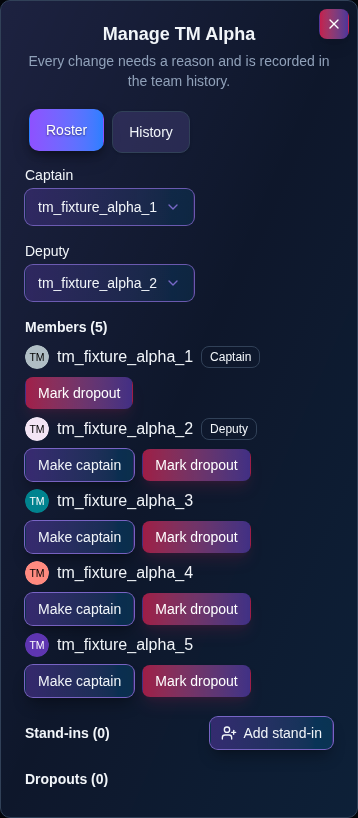 Manage TM Alpha
Every change needs a reason and is recorded in
the team history.
Roster
History
Captain
tm_fixture_alpha_1
Deputy
tm_fixture_alpha_2
Members (5)
TM tm_fixture_alpha_1 Captain
Mark dropout
TM tm_fixture_alpha_2 Deputy
Make captain Mark dropout
TM tm_fixture_alpha_3
Make captain Mark dropout
TM tm_fixture_alpha_4
Make captain Mark dropout
TM tm_fixture_alpha_5
Make captain Mark dropout
Stand-ins (0) Add stand-in
Dropouts (0)